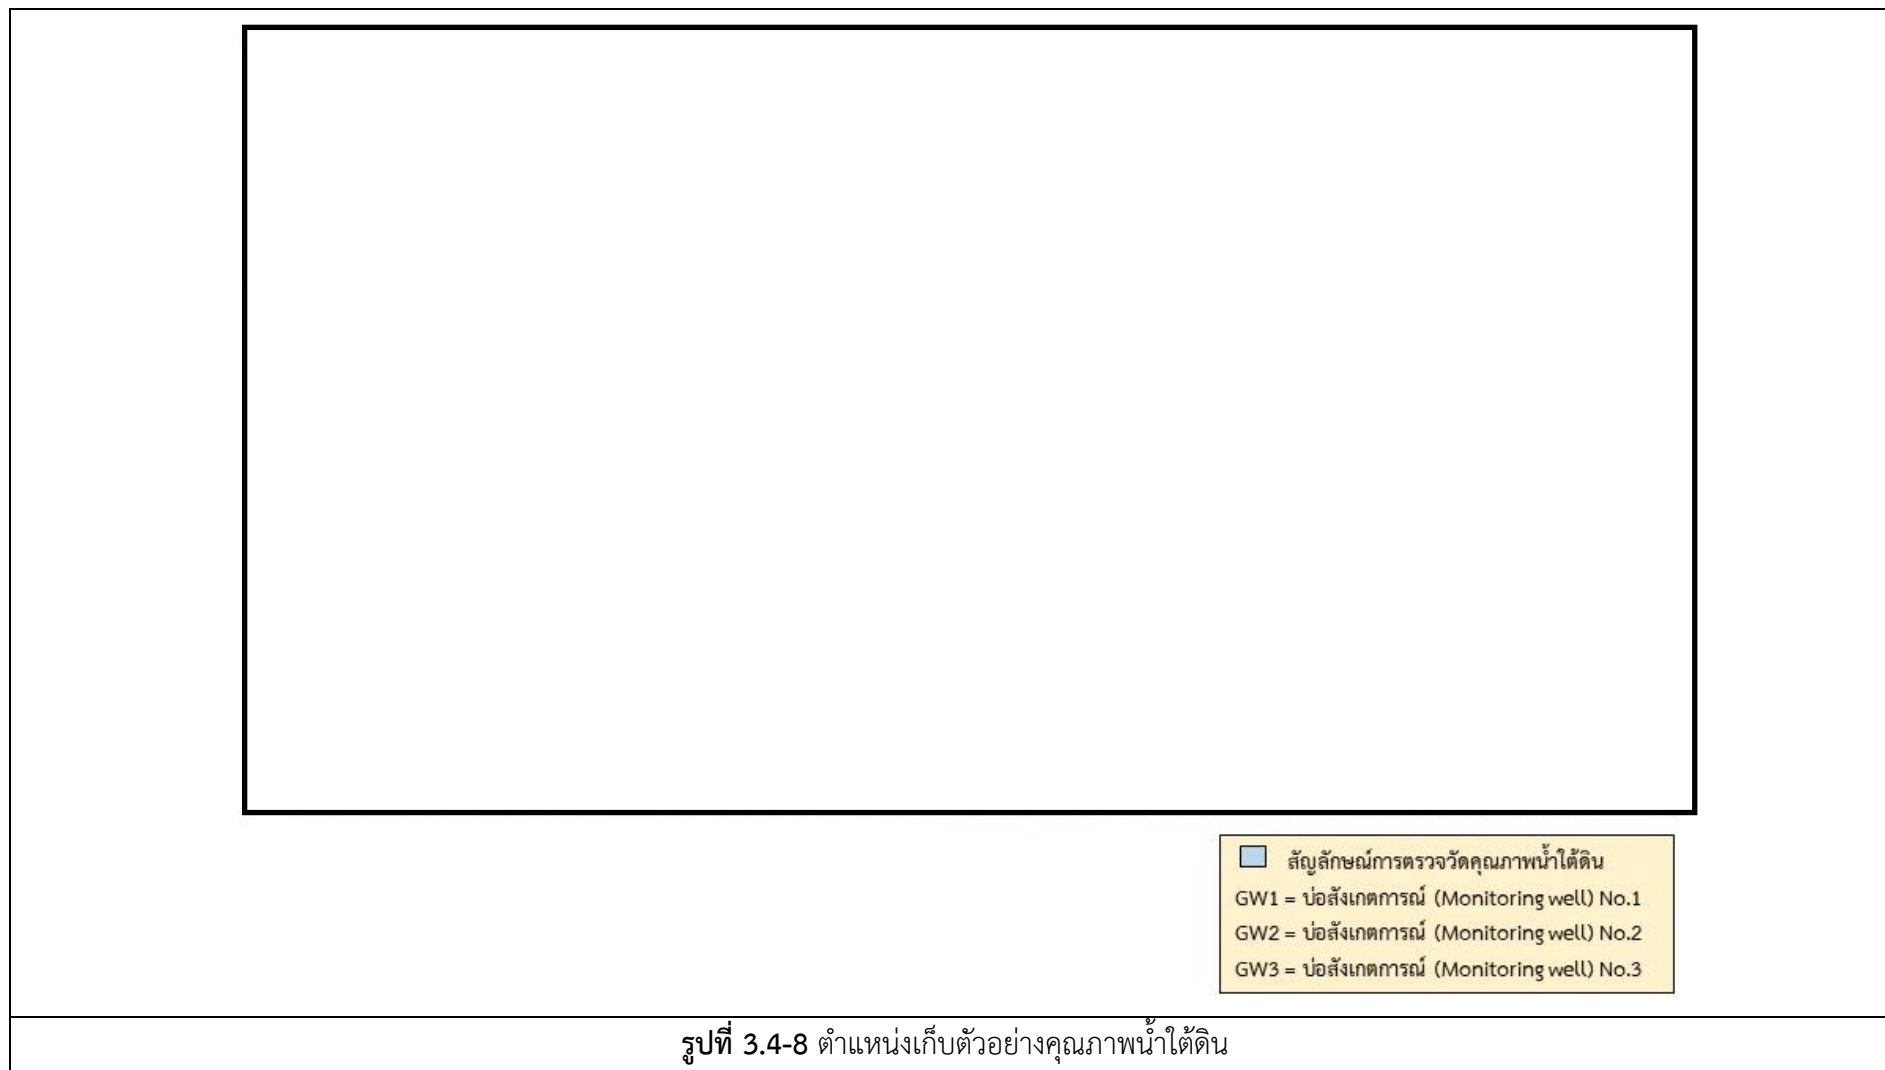 สัญลักษณ์การตรวจวัดคุณภาพน้ำใต้ดิน
GW1 = บ่อสังเกตการณ์ (Monitoring well) No.1
GW2 = บ่อสังเกตการณ์ (Monitoring well) No.2
GW3 = บ่อสังเกตการณ์ (Monitoring well) No.3
รูปที่ 3.4-8 ตำแหน่งเก็บตัวอย่างคุณภาพน้ำใต้ดิน